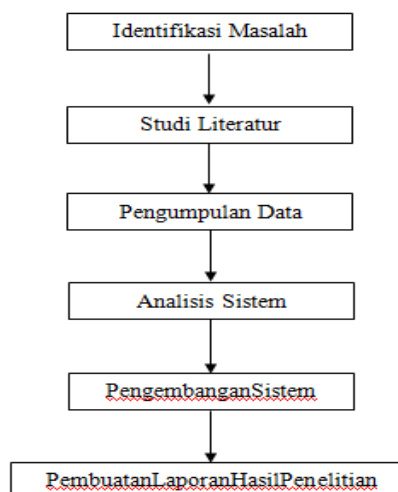 Identifikasi Masalah
Studi Literatur
Pengumpulan Data
Analisis Sistem
PengembanganSistem
PembuatanLaporanHasilPenelitian